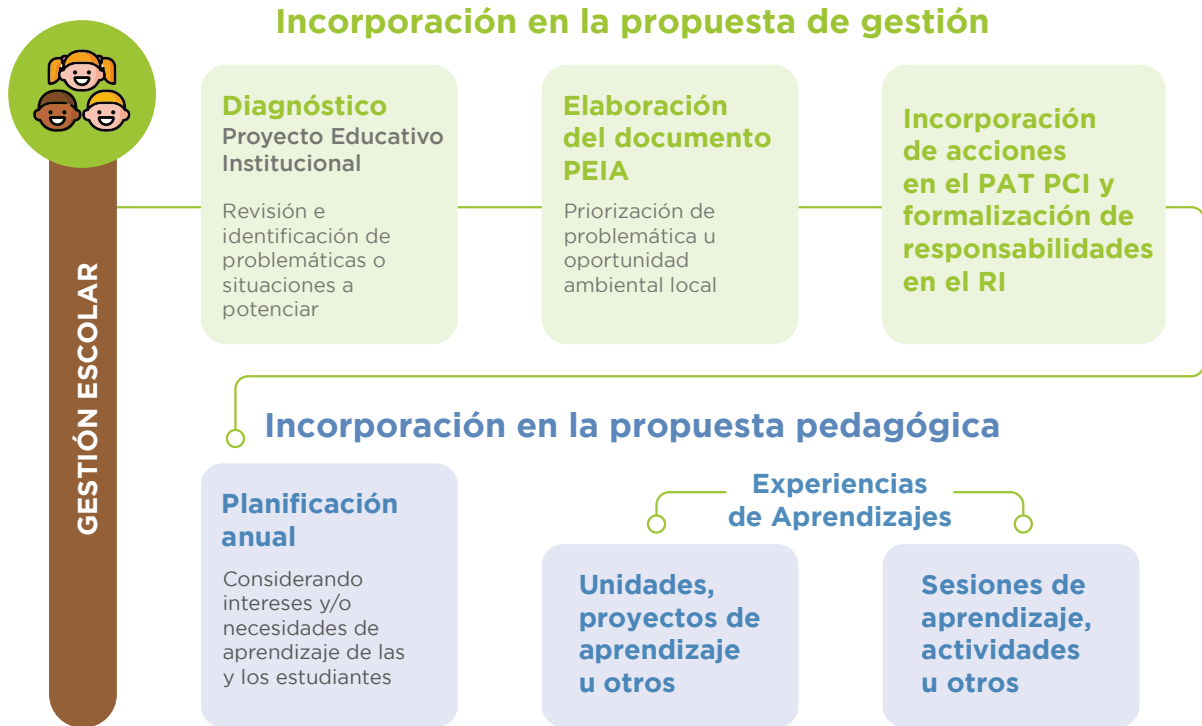 Incorporación en la propuesta de gestión
GESTIÓN ESCOLAR
Diagnóstico
Proyecto Educativo
Institucional
Revisión e
identificación de
problemáticas o
situaciones a
potenciar
Elaboración
del documento
PEIA
Priorización de
problemática u
oportunidad
ambiental local
Incorporación
de acciones
en el PAT PCI y
formalización de
responsabilidades
en el RI
Incorporación en la propuesta pedagógica
Planificación
anual
Considerando
intereses y/o
necesidades de
aprendizaje de las
y los estudiantes
Experiencias
de Aprendizajes
Unidades,
proyectos de
aprendizaje
u otros
Sesiones de
aprendizaje,
actividades
u otros